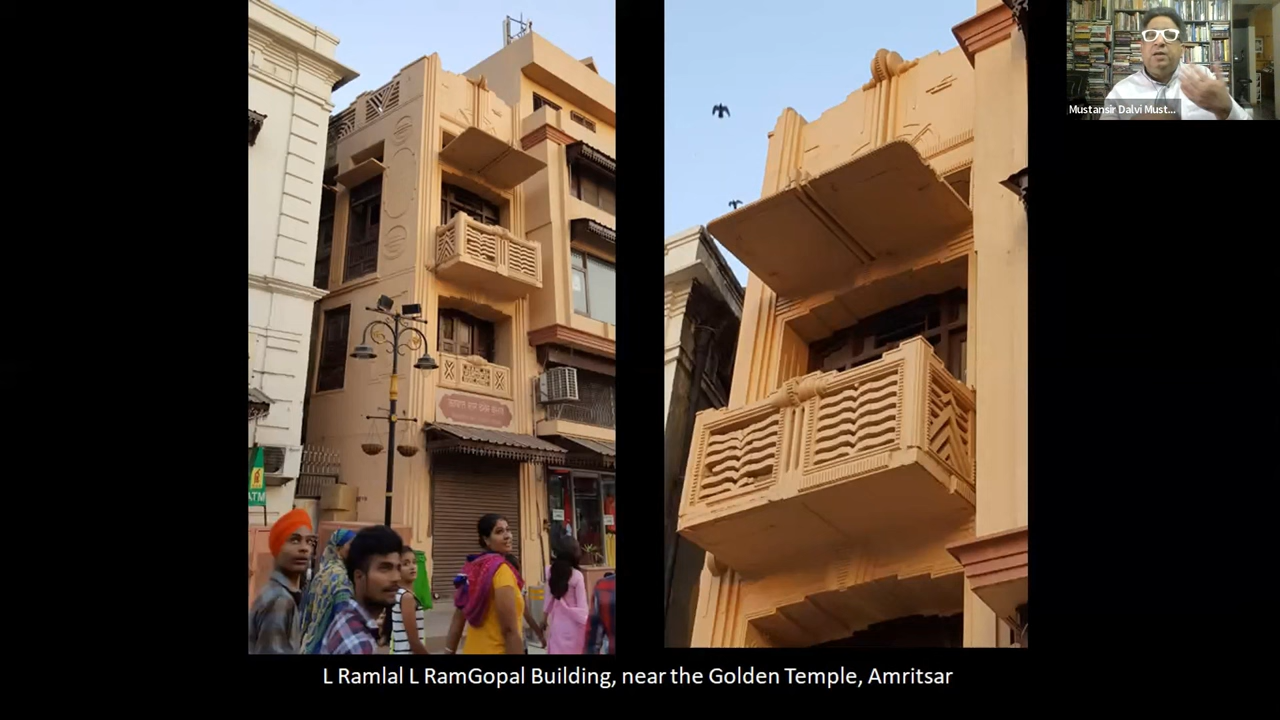 Mustansir Dalvi Must...
ATM
L Ramlal L RamGopal Building, near the Golden Temple, Amritsar